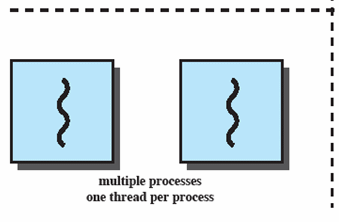 multiple processes
one thread per process